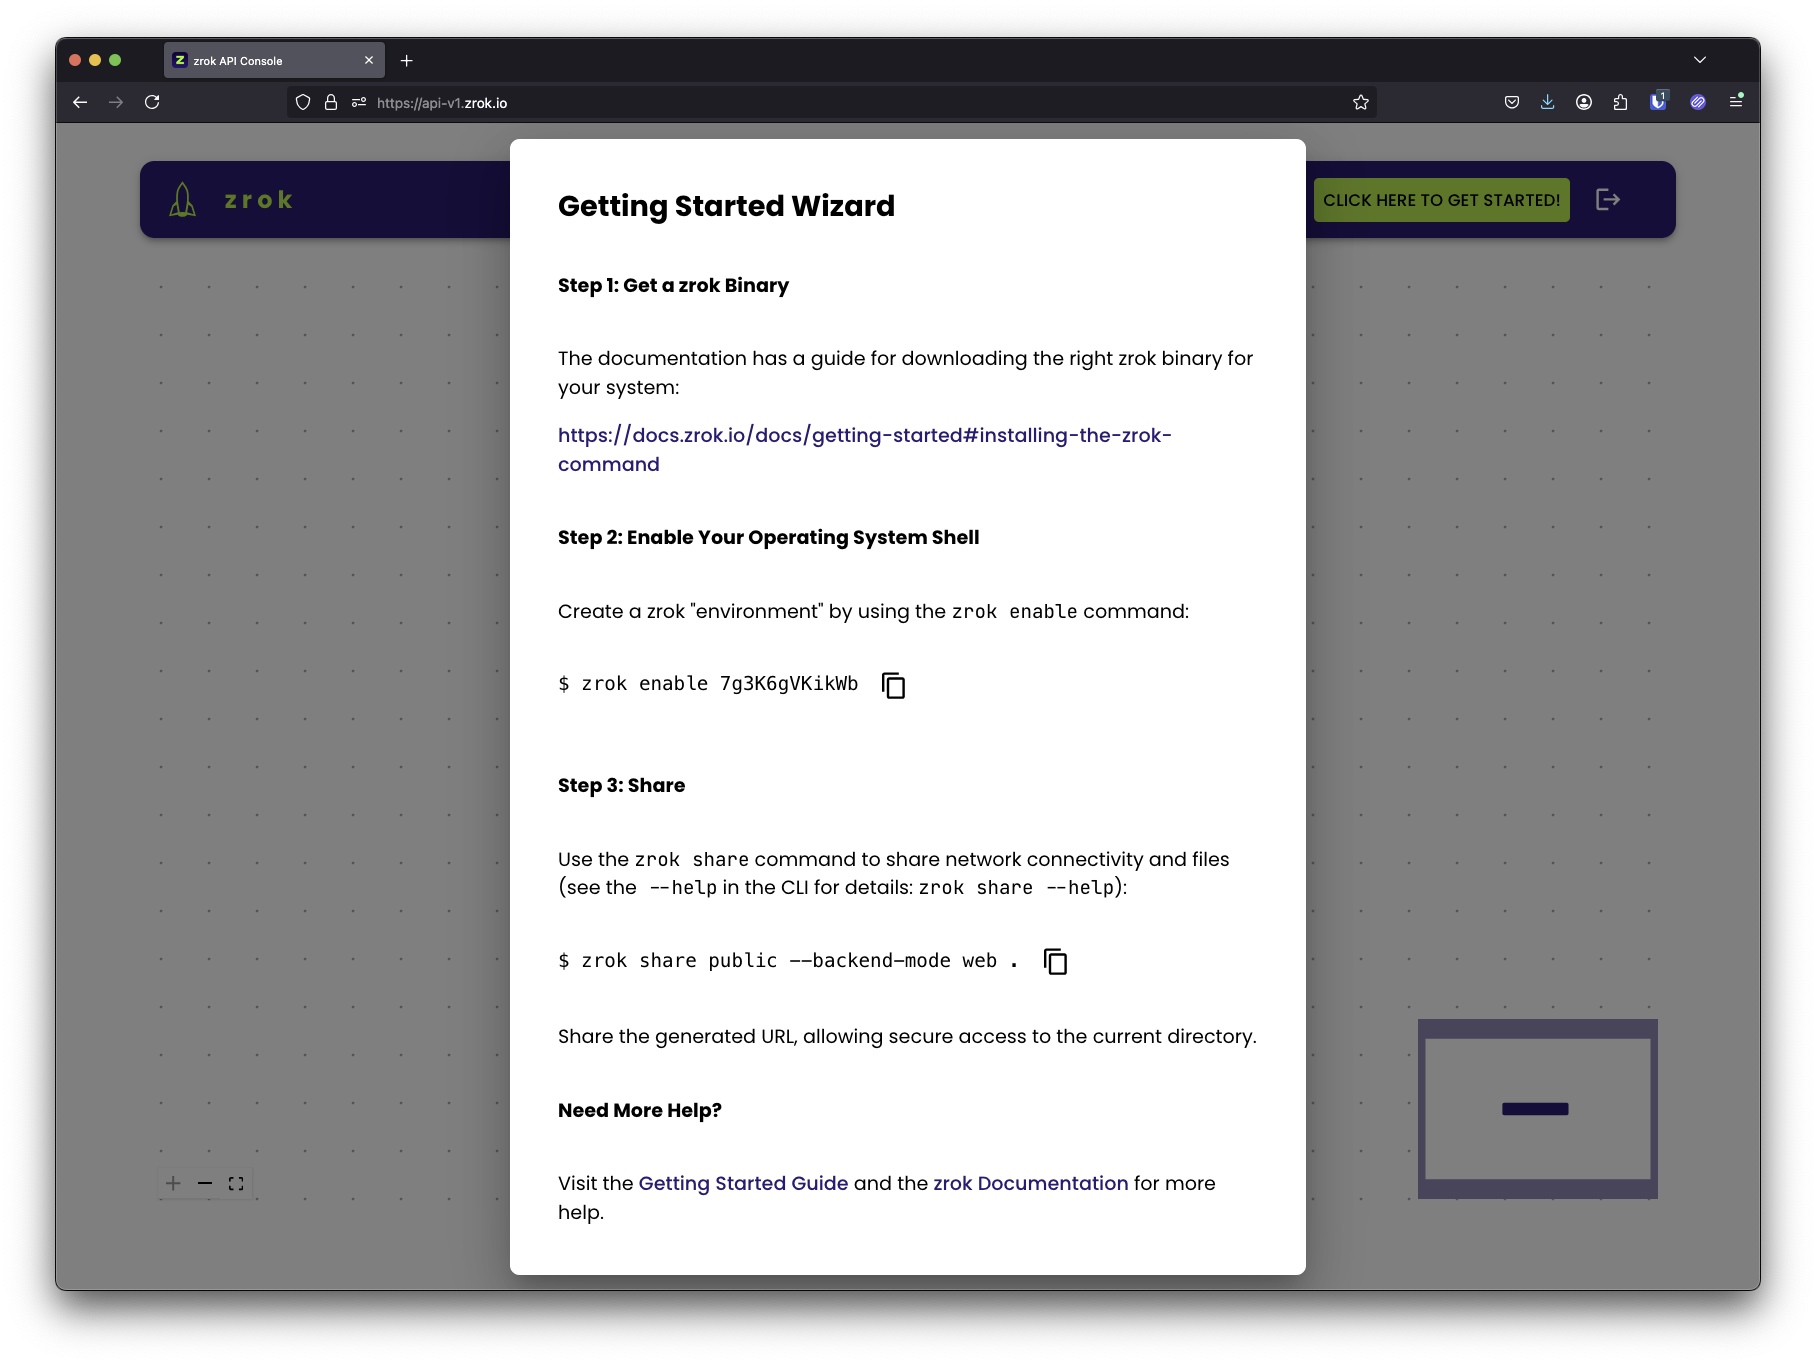 zrok API Console
https://api-v1.zrok.io
1
zrok
CLICK HERE TO GET STARTED!
Getting Started Wizard
Step 1: Get a zrok Binary
The documentation has a guide for downloading the right zrok binary for
your system:
https://docs.zrok.io/docs/getting-started#installing-the-zrok-
command
Step 2: Enable Your Operating System Shell
Create a zrok "environment" by using the zrok enable command:
$ zrok enable 7g3K6gVKikWb
Step 3: Share
Use the zrok share command to share network connectivity and files
(see the --help in the CLI for details: zrok share --help):
$ zrok share public --backend-mode web .
Share the generated URL, allowing secure access to the current directory.
Need More Help?
Visit the Getting Started Guide and the zrok Documentation for more
help.